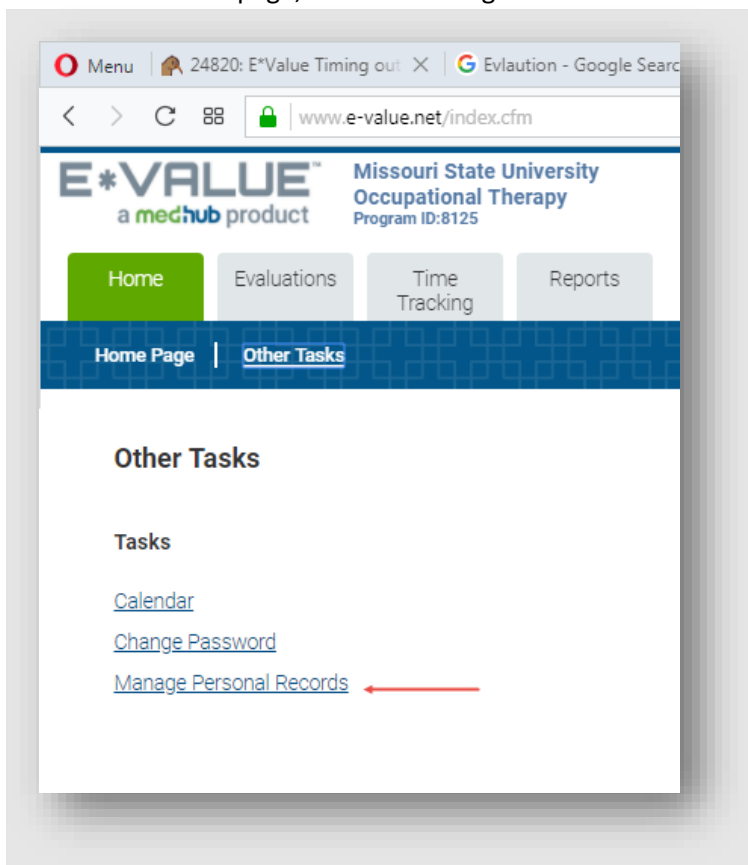 Menu 24820: E*Value Timing out G Evlaution - Google Searc
www.e-value.net/index.cfm
E*VALUE™ Missouri State University
Occupational Therapy
a medhub product Program ID:8125
Home Evaluations Time Tracking Reports
Home Page | Other Tasks
Other Tasks
Tasks
Calendar
Change Password
Manage Personal Records